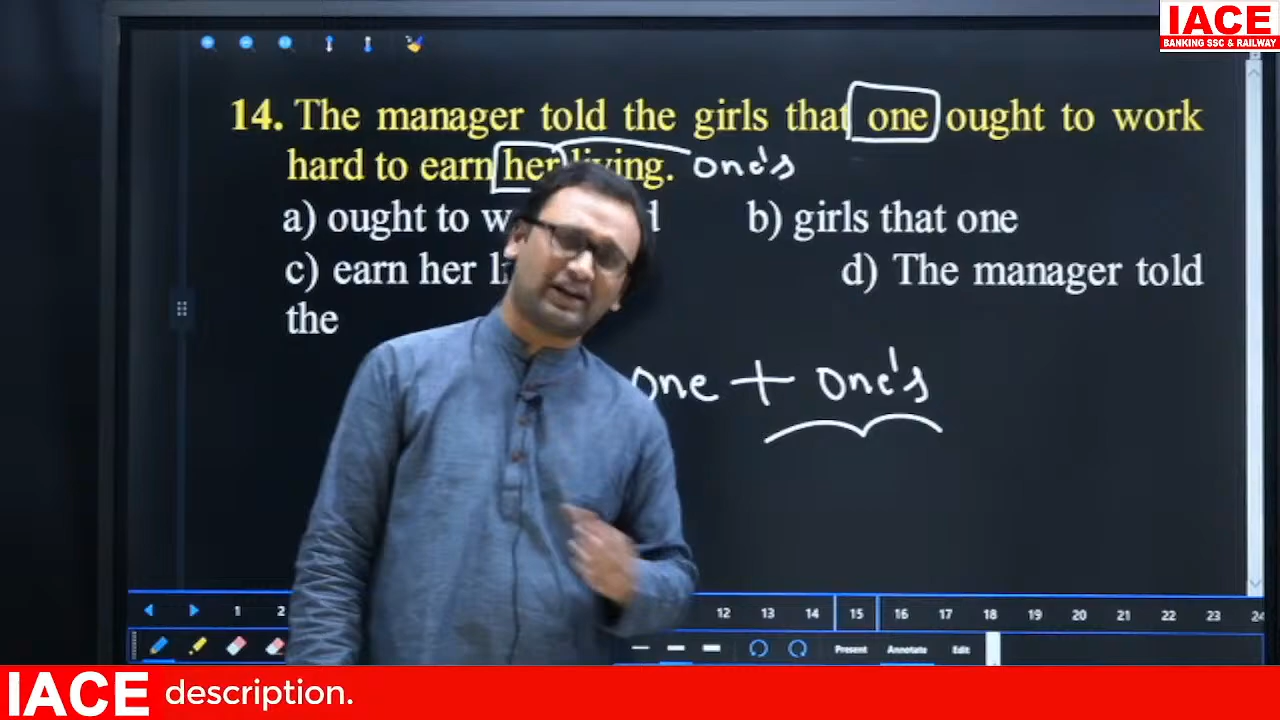 IACE
BANKING SSC & RAILWAY
14. The manager told the girls that one ought to work
hard to earn her living. one's
a) ought to w d b) girls that one
c) earn her d) The manager told
the
one + one's
1 2 12 13 14 15 16 17 18 19 20 21 22 23 24
Present Annotate Edit
IACE description.